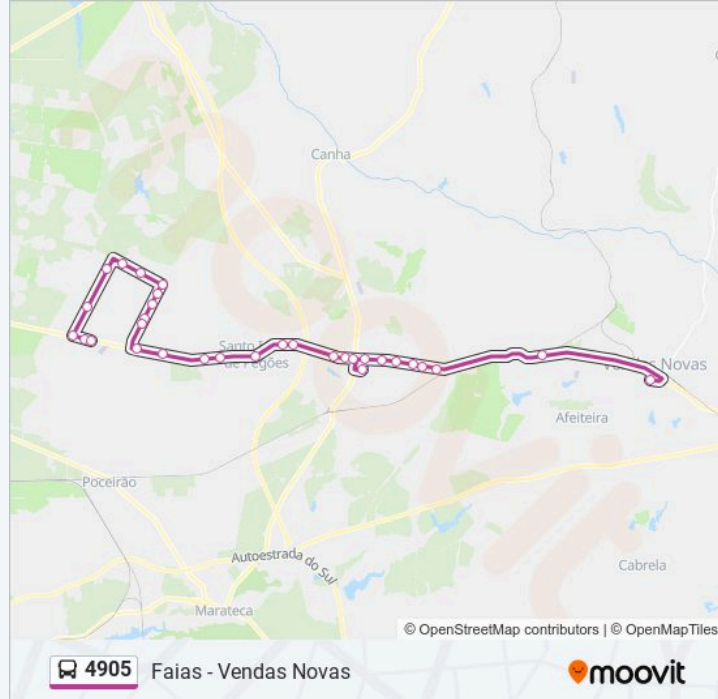 Canha
Santo
de Pegões
Novas
Afeiteira
Poceirão
Autoestrada do Sul
Cabrela
Marateca
© OpenStreetMap contributors | © OpenMapTiles
4905 Faias - Vendas Novas
moovit